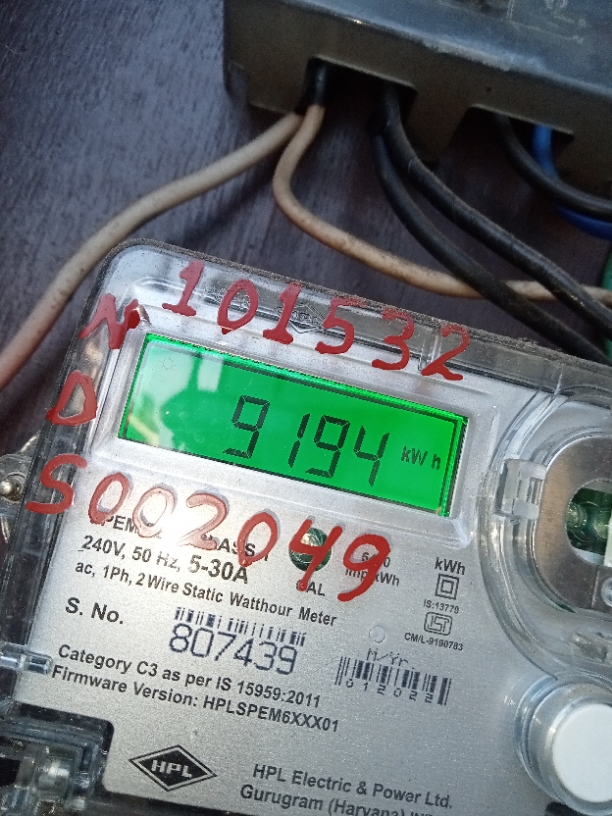 N 101532
D
9194 kWh
S002049
240V, 50 Hz, 5-30A
kWh
ac, 1Ph, 2 Wire Static Watthour Meter
IS:13779
CM/L-9190783
S. No.
807439
M/Yr.
012022
Category C3 as per IS 15959:2011
Firmware Version: HPLSPEM6XXX01
HPL
HPL Electric & Power Ltd.
Gurugram (Haryana)